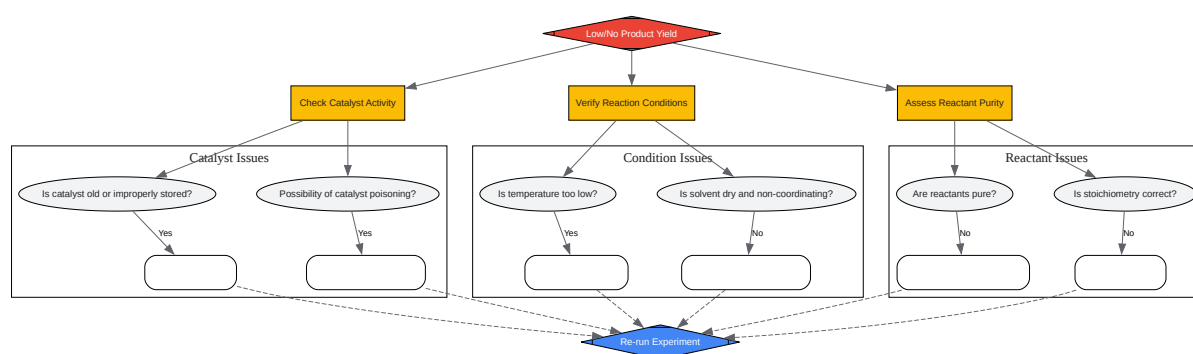 Low/No Product Yield
Check Catalyst Activity
Verify Reaction Conditions
Assess Reactant Purity
Catalyst Issues
Condition Issues
Reactant Issues
Is catalyst old or improperly stored?
Possibility of catalyst poisoning?
Is temperature too low?
Is solvent dry and non-coordinating?
Are reactants pure?
Is stoichiometry correct?
Yes
Yes
Yes
No
No
No
Re-run Experiment